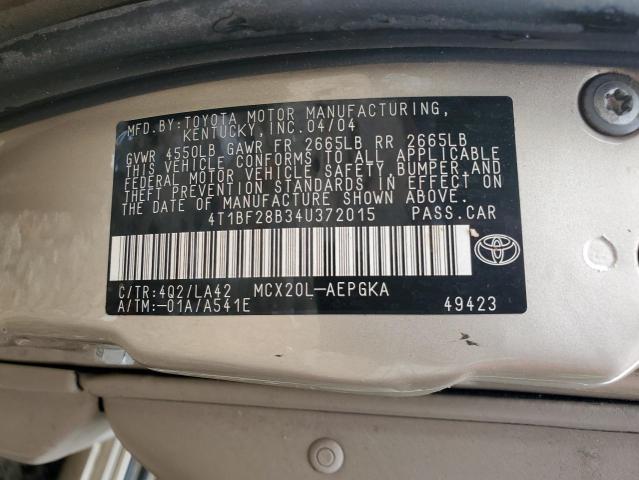 MFD. BY: TOYOTA MOTOR MANUFACTURING,
KENTUCKY, INC. 04/04
GVWR 4550LB GAWR FR 2665LB RR 2665LB
THIS VEHICLE CONFORMS TO ALL APPLICABLE
FEDERAL MOTOR VEHICLE SAFETY, BUMPER, AND
THEFT PREVENTION STANDARDS IN EFFECT ON
THE DATE OF MANUFACTURE SHOWN ABOVE.
4T1BF28B34U372015 PASS. CAR
C/TR: 4Q2/LA42 MCX20L-AEPGKA
A/TM: -01A/A541E 49423